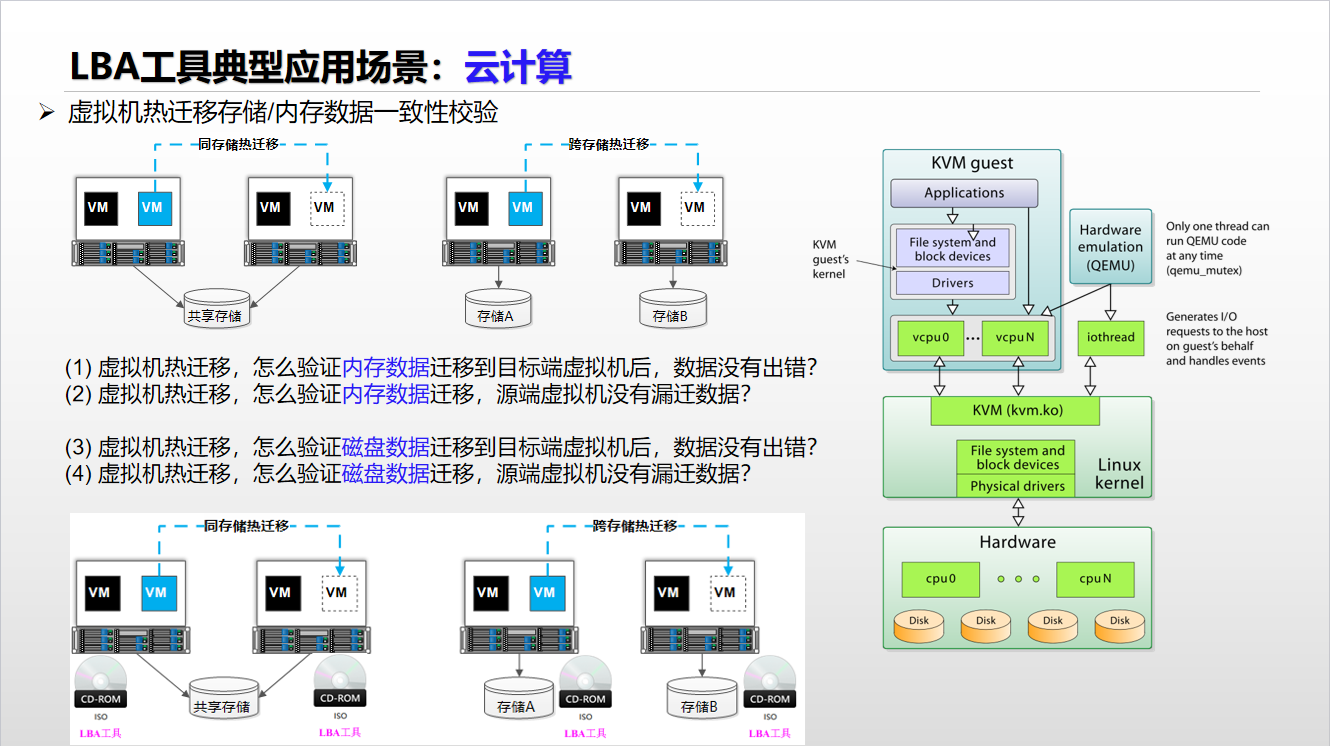 LBA工具典型应用场景：云计算
虚拟机热迁移存储/内存数据一致性校验
同存储热迁移
VM
VM
VM
VM
共享存储
跨存储热迁移
VM
VM
VM
VM
存储A
存储B
(1) 虚拟机热迁移，怎么验证内存数据迁移到目标端虚拟机后，数据没有出错？
(2) 虚拟机热迁移，怎么验证内存数据迁移，源端虚拟机没有漏迁数据？
(3) 虚拟机热迁移，怎么验证磁盘数据迁移到目标端虚拟机后，数据没有出错？
(4) 虚拟机热迁移，怎么验证磁盘数据迁移，源端虚拟机没有漏迁数据？
同存储热迁移
VM
VM
VM
VM
CD-ROM
ISO
LBA工具
共享存储
CD-ROM
ISO
LBA工具
跨存储热迁移
VM
VM
VM
VM
存储A
CD-ROM
ISO
LBA工具
存储B
CD-ROM
ISO
LBA工具
KVM guest
Applications
File system and
block devices
Drivers
KVM
guest's
kernel
vcpu0
vcpuN
Hardware
emulation
(QEMU)
Only one thread can
run QEMU code
at any time
(qemu_mutex)
iothread
Generates I/O
requests to the host
on guest's behalf
and handles events
KVM (kvm.ko)
File system and
block devices
Physical drivers
Linux
kernel
Hardware
cpu0
cpuN
Disk
Disk
Disk
Disk